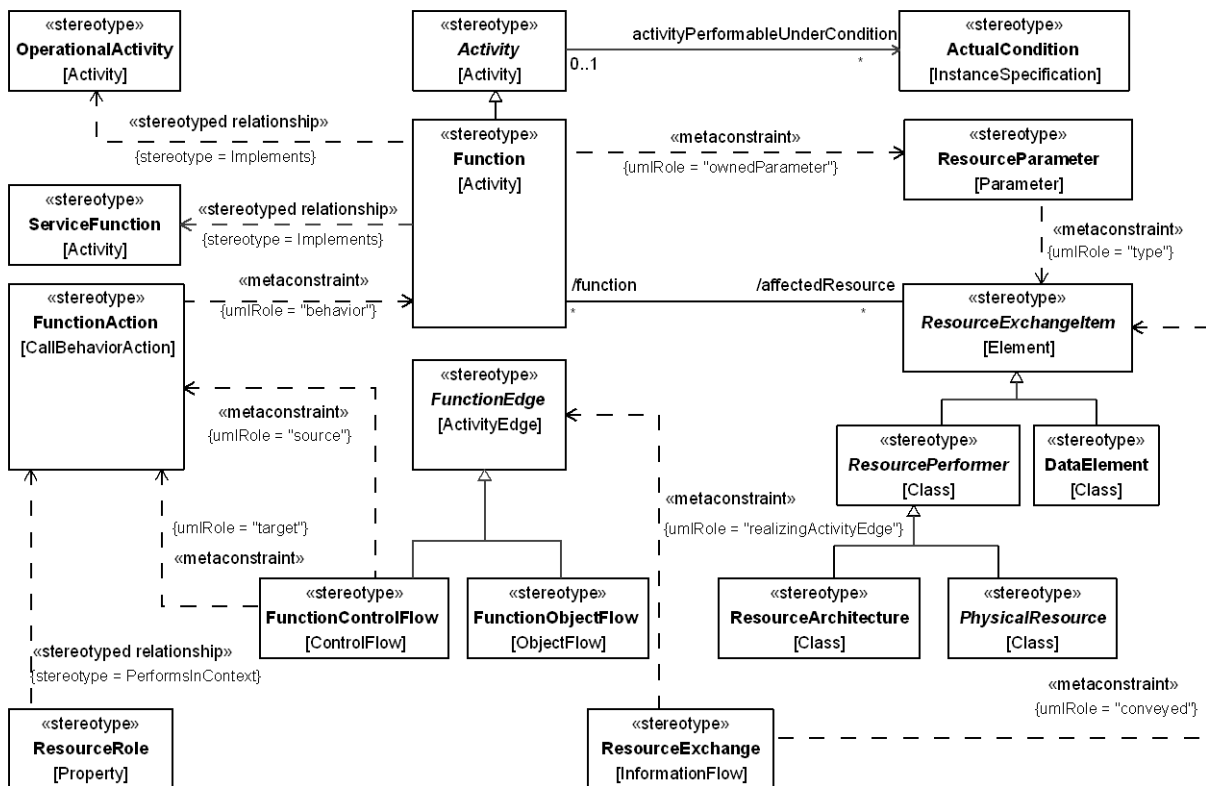 «stereotype»
OperationalActivity
[Activity]
«stereotype»
Activity
[Activity]
activityPerformableUnderCondition
0..1
*
«stereotype»
ActualCondition
[InstanceSpecification]
«stereotyped relationship»
{stereotype = Implements}
«stereotype»
Function
[Activity]
«metaconstraint»
{umlRole = "ownedParameter"}
«stereotype»
ResourceParameter
[Parameter]
«stereotype»
ServiceFunction
[Activity]
«stereotyped relationship»
{stereotype = Implements}
«metaconstraint»
{umlRole = "type"}
«stereotype»
FunctionAction
[CallBehaviorAction]
«metaconstraint»
{umlRole = "behavior"}
/function
*
/affectedResource
*
«stereotype»
ResourceExchangeItem
[Element]
«metaconstraint»
{umlRole = "source"}
«stereotype»
FunctionEdge
[ActivityEdge]
«stereotype»
ResourcePerformer
[Class]
«stereotype»
DataElement
[Class]
«metaconstraint»
{umlRole = "realizingActivityEdge"}
{umlRole = "target"}
«metaconstraint»
«stereotype»
FunctionControlFlow
[ControlFlow]
«stereotype»
FunctionObjectFlow
[ObjectFlow]
«stereotype»
ResourceArchitecture
[Class]
«stereotype»
PhysicalResource
[Class]
«stereotyped relationship»
{stereotype = PerformsInContext}
«metaconstraint»
{umlRole = "conveyed"}
«stereotype»
ResourceRole
[Property]
«stereotype»
ResourceExchange
[InformationFlow]